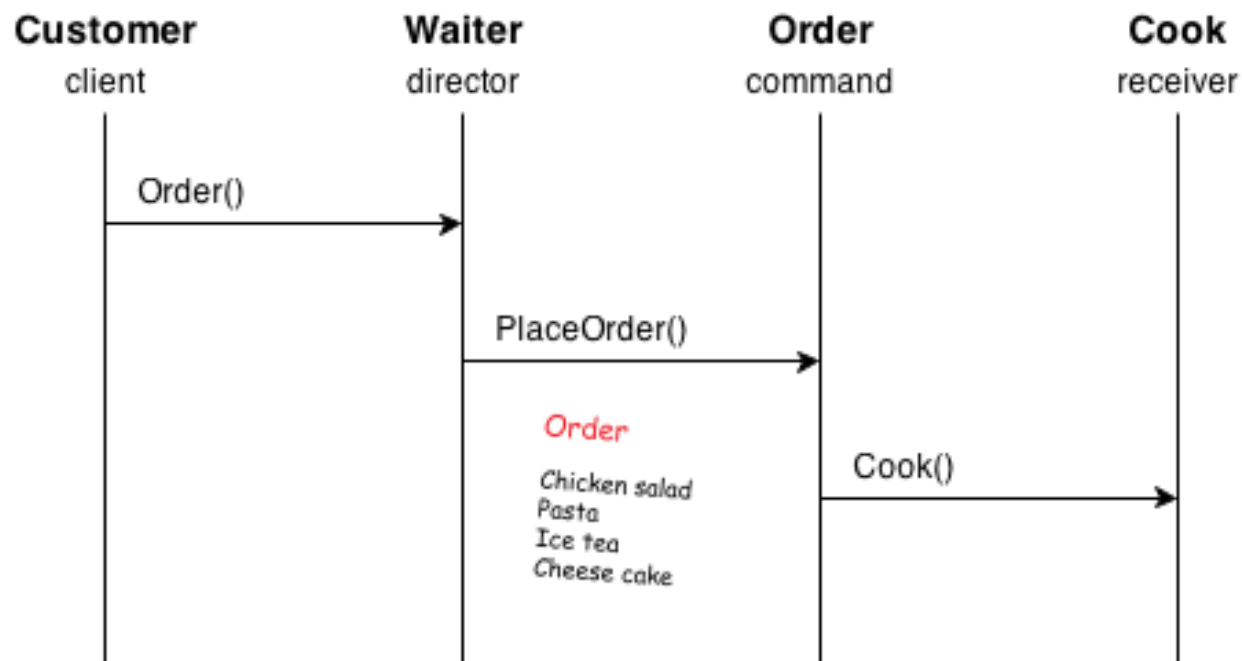 Customer Waiter Order Cook
client director command receiver
Order()
PlaceOrder()
Order
Chicken salad
Pasta
Ice tea
Cheese cake
Cook()